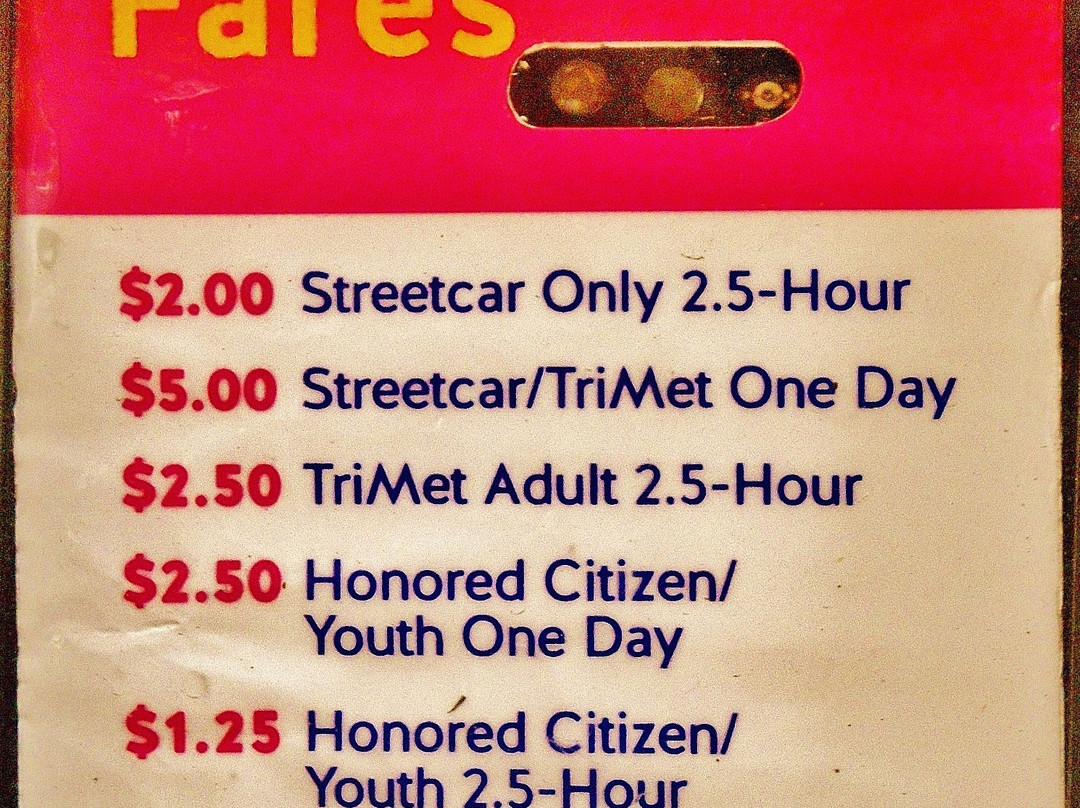 Fares
$2.00 Streetcar Only 2.5-Hour
$5.00 Streetcar/TriMet One Day
$2.50 TriMet Adult 2.5-Hour
$2.50 Honored Citizen/
Youth One Day
$1.25 Honored Citizen/
Youth 2.5-Hour